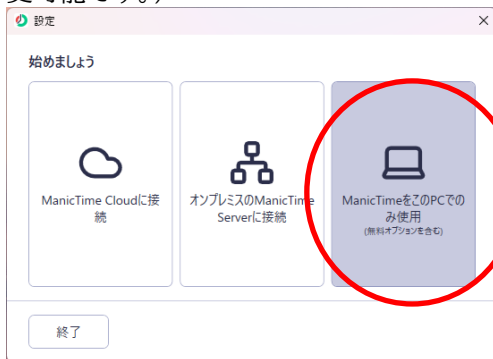 設定
始めましょう
ManicTime Cloudに接
続
オンプレミスのManicTime
Serverに接続
ManicTimeをこのPCでの
み使用
(無料オプションを含む)
終了